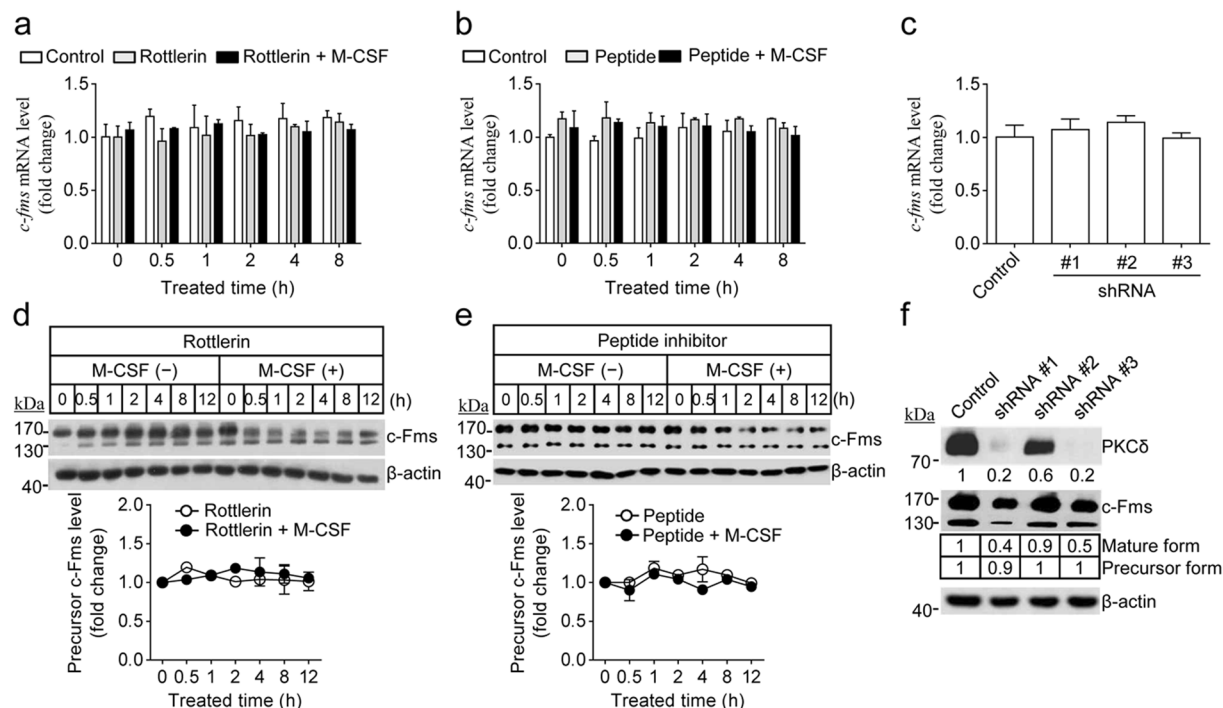 a
Control Rottlerin Rottlerin + M-CSF
c-fms mRNA level
(fold change)
1.5
1.0
0.5
0.0
0 0.5 1 2 4 8
Treated time (h)
b
Control Peptide Peptide + M-CSF
c-fms mRNA level
(fold change)
1.5
1.0
0.5
0.0
0 0.5 1 2 4 8
Treated time (h)
c
c-fms mRNA level
(fold change)
1.5
1.0
0.5
0.0
Control #1 #2 #3
shRNA
d
Rottlerin
M-CSF (−) M-CSF (+)
0 0.5 1 2 4 8 12 0 0.5 1 2 4 8 12 (h)
kDa
170-
130-
c-Fms
40-
β-actin
Precursor c-Fms level
(fold change)
2.0
1.5
1.0
0.5
0.0
Rottlerin
Rottlerin + M-CSF
0 0.5 1 2 4 8 12
Treated time (h)
e
Peptide inhibitor
M-CSF (−) M-CSF (+)
0 0.5 1 2 4 8 12 0 0.5 1 2 4 8 12 (h)
kDa
170-
130-
c-Fms
40-
β-actin
Precursor c-Fms level
(fold change)
2.0
1.5
1.0
0.5
0.0
Peptide
Peptide + M-CSF
0 0.5 1 2 4 8 12
Treated time (h)
f
Control shRNA #1 shRNA #2 shRNA #3
kDa
70-
PKCδ
1 0.2 0.6 0.2
170-
130-
c-Fms
1 0.4 0.9 0.5 Mature form
1 0.9 1 1 Precursor form
40-
β-actin